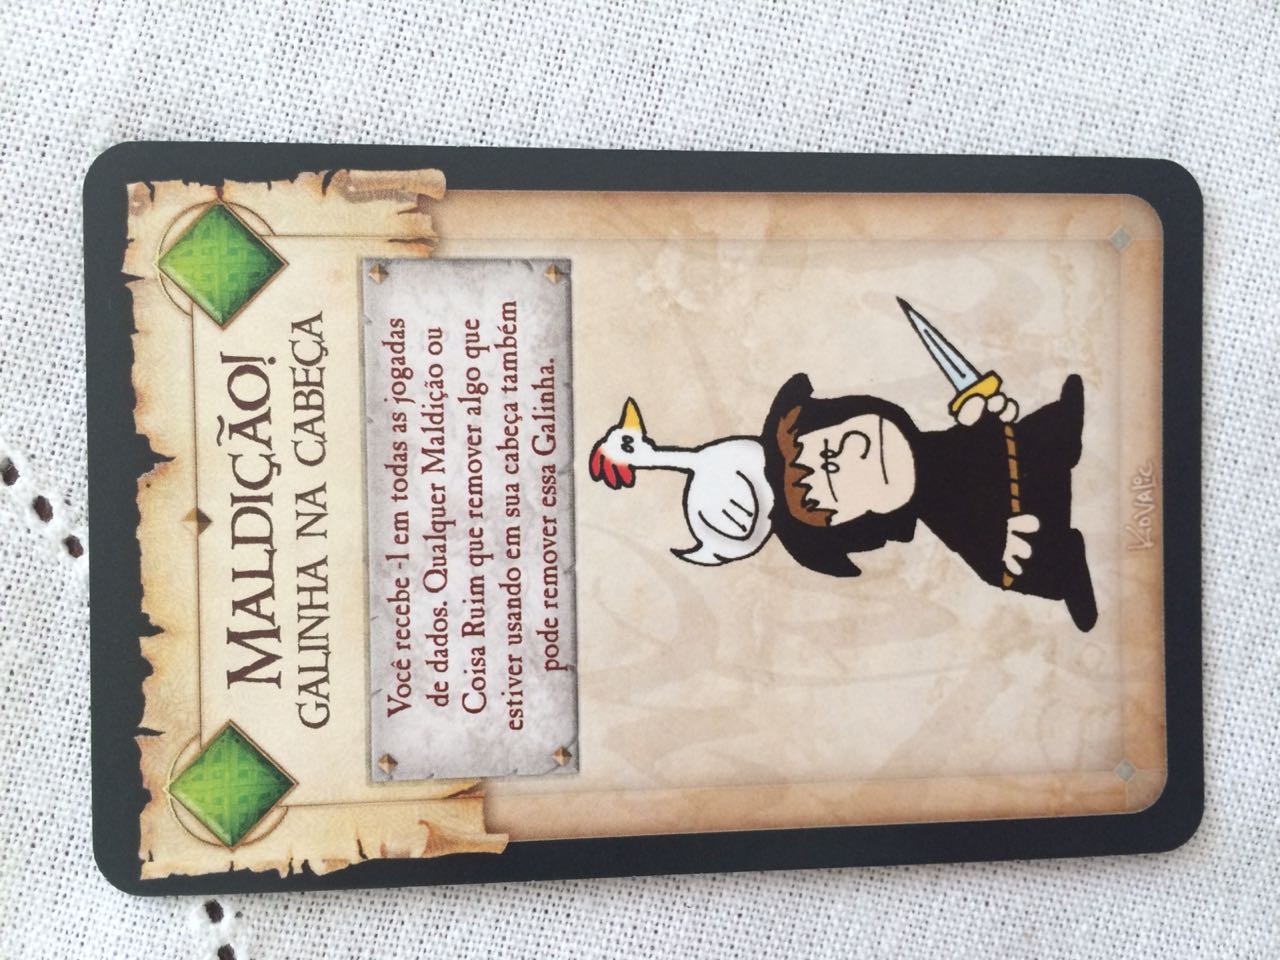 MALDIÇÃO!
GALINHA NA CABEÇA
Você recebe -1 em todas as jogadas
de dados. Qualquer Maldição ou
Coisa Ruim que remover algo que
estiver usando em sua cabeça também
pode remover essa Galinha.
KOVALIC